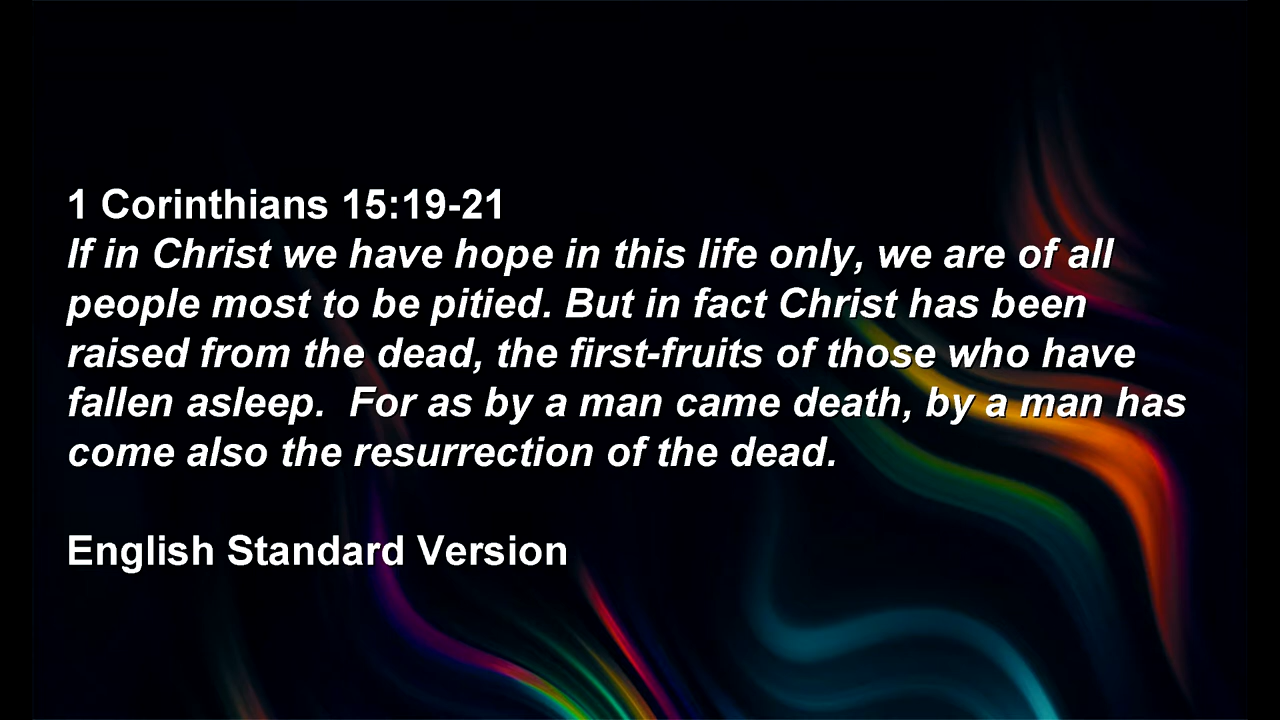 1 Corinthians 15:19-21
If in Christ we have hope in this life only, we are of all
people most to be pitied. But in fact Christ has been
raised from the dead, the first-fruits of those who have
fallen asleep.  For as by a man came death, by a man has
come also the resurrection of the dead.
English Standard Version